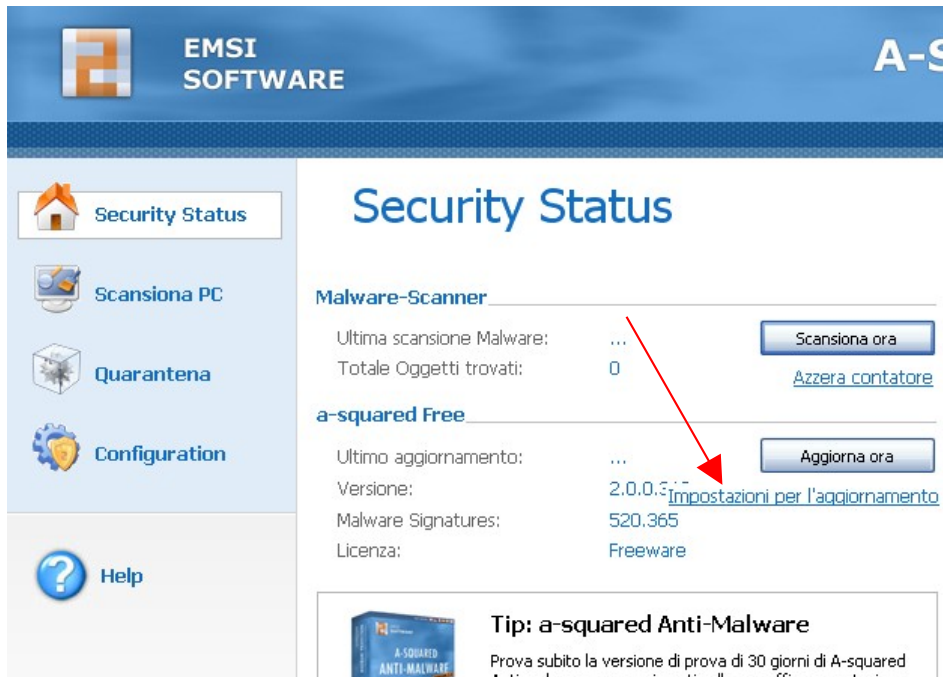 EMSI
SOFTWARE
A-S
Security Status
Scansiona PC
Quarantena
Configuration
Help
Security Status
Malware-Scanner
Ultima scansione Malware: ... Scansiona ora
Totale Oggetti trovati: 0 Azzera contatore
a-squared Free
Ultimo aggiornamento: ... Aggiorna ora
Versione: 2.0.0. Impostazioni per l'aggiornamento
Malware Signatures: 520.365
Licenza: Freeware
A-SQUARED
ANTI-MALWARE
Tip: a-squared Anti-Malware
Prova subito la versione di prova di 30 giorni di A-squared